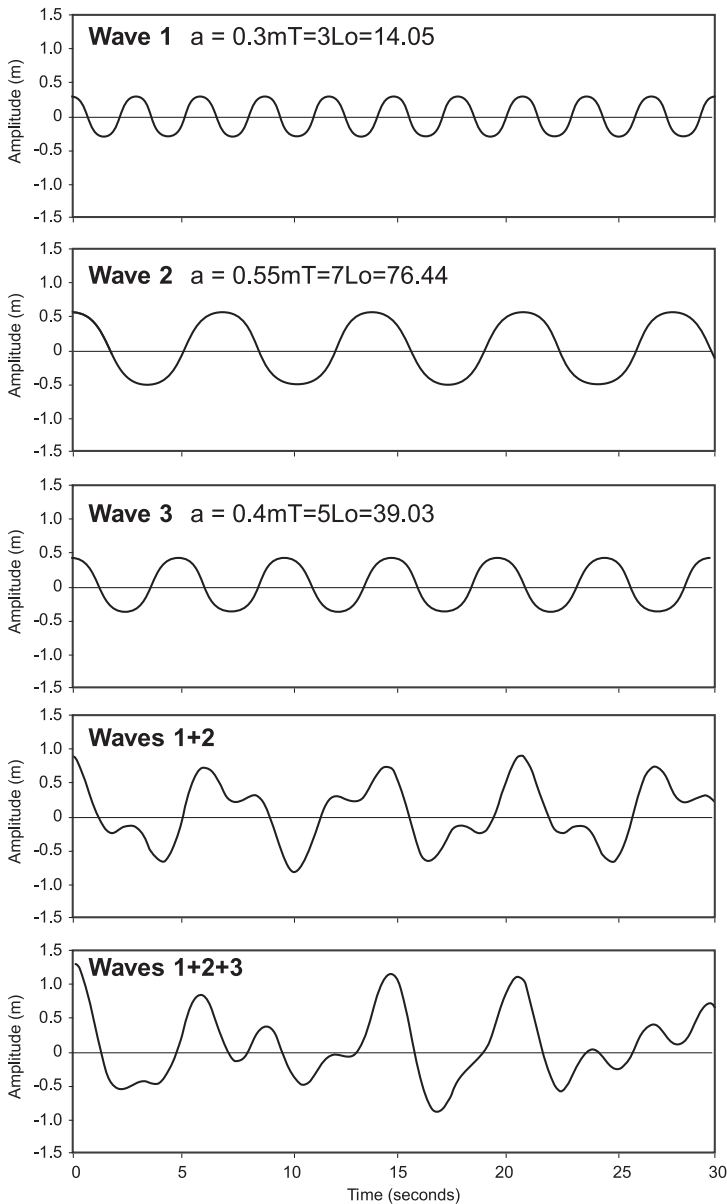 Wave 1 a = 0.3mT=3Lo=14.05
Amplitude (m)
1.5
1.0
0.5
0
-0.5
-1.0
-1.5
Wave 2 a = 0.55mT=7Lo=76.44
Amplitude (m)
1.5
1.0
0.5
0
-0.5
-1.0
-1.5
Wave 3 a = 0.4mT=5Lo=39.03
Amplitude (m)
1.5
1.0
0.5
0
-0.5
-1.0
-1.5
Waves 1+2
Amplitude (m)
1.5
1.0
0.5
0
-0.5
-1.0
-1.5
Waves 1+2+3
Amplitude (m)
1.5
1.0
0.5
0
-0.5
-1.0
-1.5
0 5 10 15 20 25 30
Time (seconds)